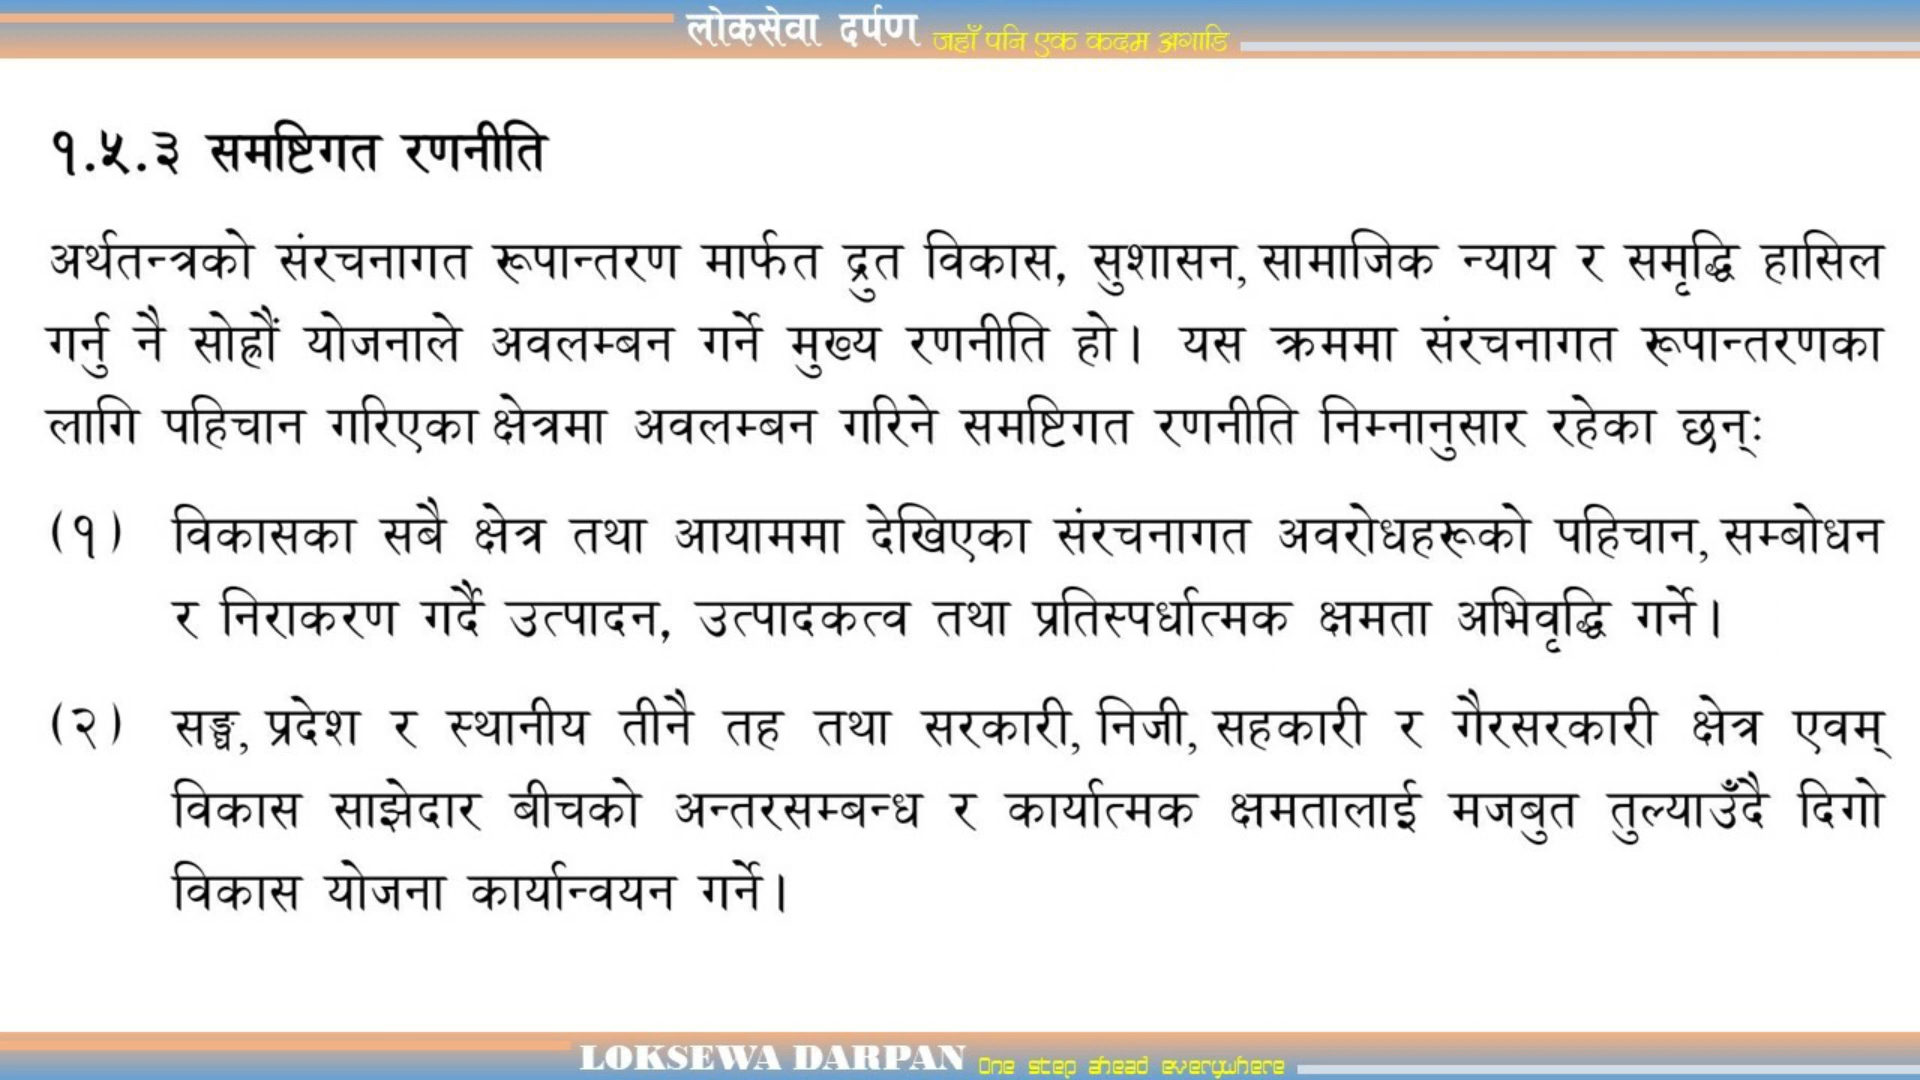 लोकसेवा दर्पण जहाँ पनि एक कदम अगाडि
१.५.३ समष्टिगत रणनीति
अर्थतन्त्रको संरचनागत रूपान्तरण मार्फत द्रुत विकास, सुशासन, सामाजिक न्याय र समृद्धि हासिल
गर्नु नै सोह्रौं योजनाले अवलम्बन गर्ने मुख्य रणनीति हो। यस क्रममा संरचनागत रूपान्तरणका
लागि पहिचान गरिएका क्षेत्रमा अवलम्बन गरिने समष्टिगत रणनीति निम्नानुसार रहेका छन्ः
(१) विकासका सबै क्षेत्र तथा आयाममा देखिएका संरचनागत अवरोधहरूको पहिचान, सम्बोधन
र निराकरण गर्दै उत्पादन, उत्पादकत्व तथा प्रतिस्पर्धात्मक क्षमता अभिवृद्धि गर्ने।
(२) सङ्घ, प्रदेश र स्थानीय तीनै तह तथा सरकारी, निजी, सहकारी र गैरसरकारी क्षेत्र एवम्
विकास साझेदार बीचको अन्तरसम्बन्ध र कार्यात्मक क्षमतालाई मजबुत तुल्याउँदै दिगो
विकास योजना कार्यान्वयन गर्ने।
LOKSEWA DARPAN One step ahead everywhere